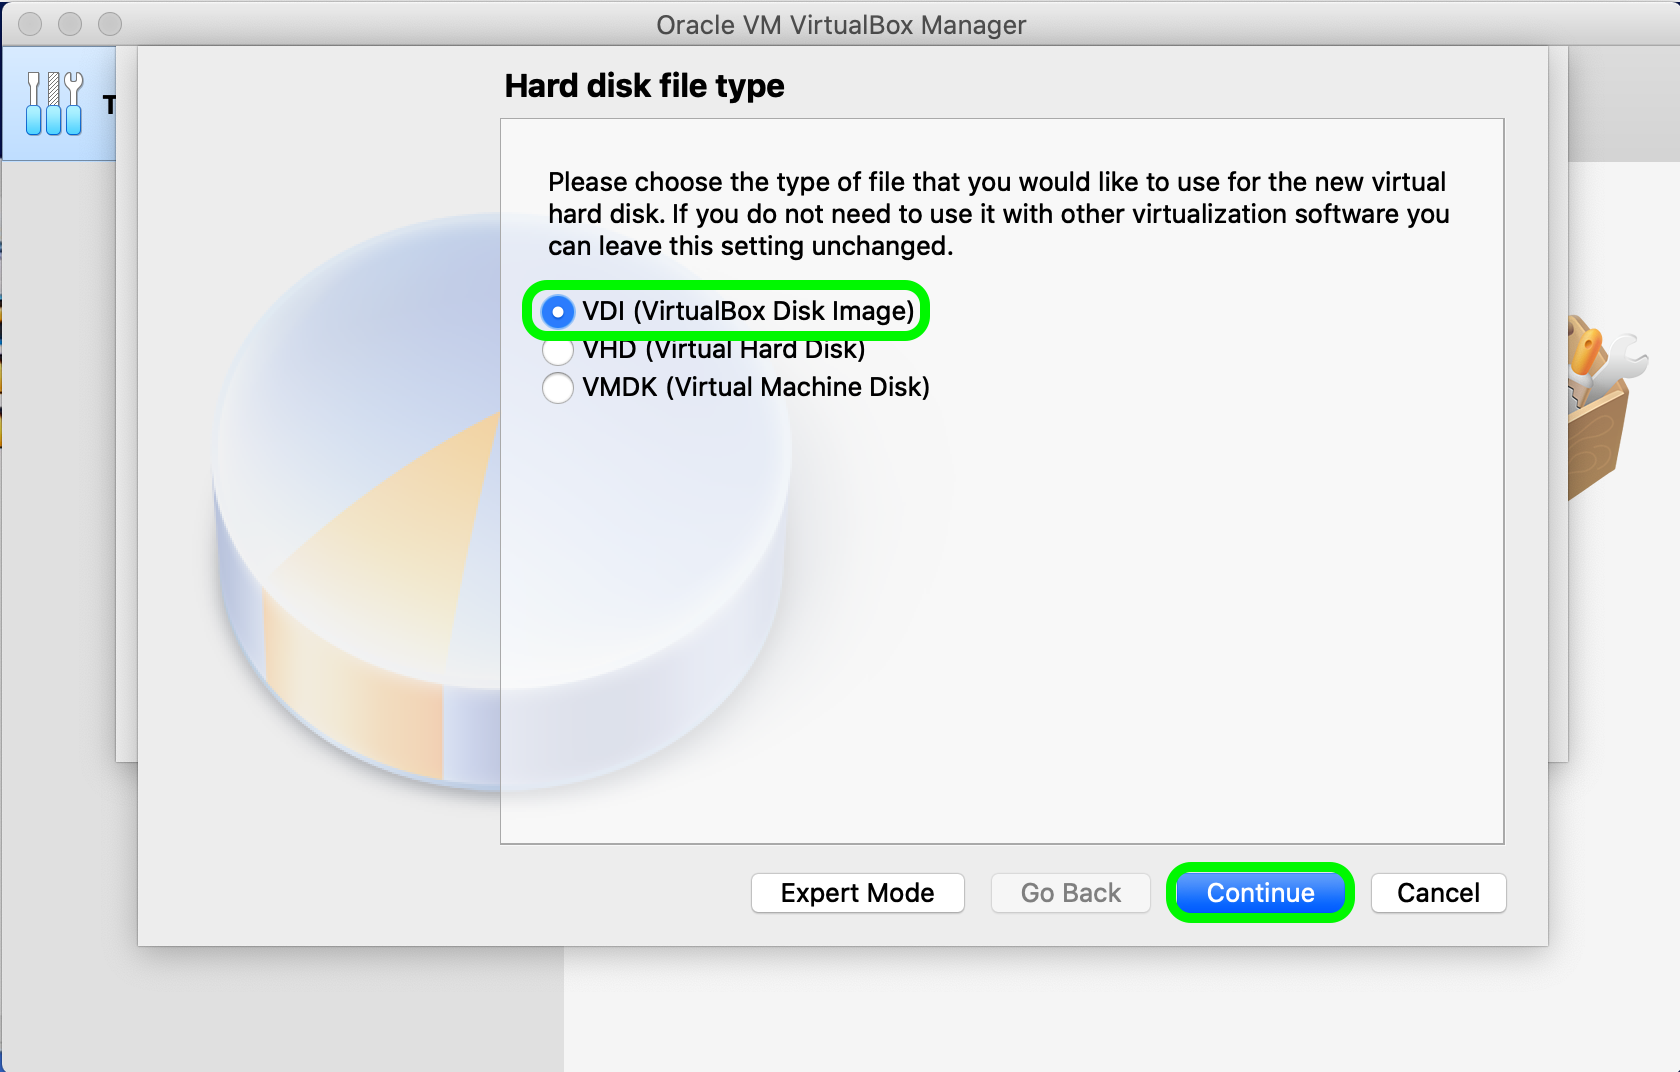 Oracle VM VirtualBox Manager
T
Hard disk file type
Please choose the type of file that you would like to use for the new virtual
hard disk. If you do not need to use it with other virtualization software you
can leave this setting unchanged.
VDI (VirtualBox Disk Image)
VHD (Virtual Hard Disk)
VMDK (Virtual Machine Disk)
Expert Mode
Go Back
Continue
Cancel